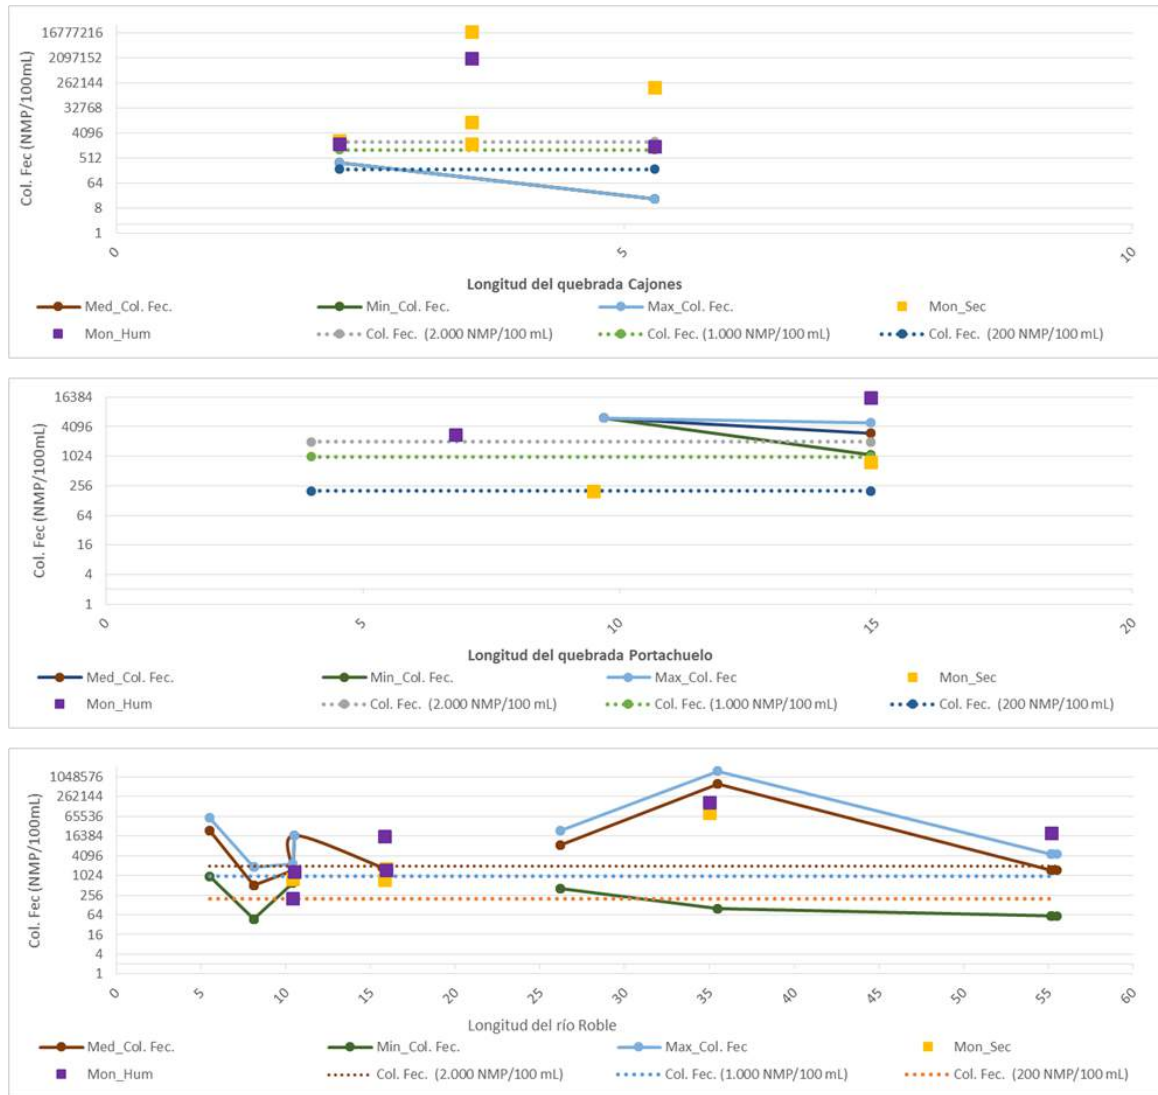 Col. Fec (NMP/100mL)
16777216
2097152
262144
32768
4096
512
64
8
1
0 5 10
Longitud del quebrada Cajones
Med_Col. Fec. Min_Col. Fec. Max_Col. Fec. Mon_Sec
Mon_Hum Col. Fec. (2.000 NMP/100 mL) Col. Fec. (1.000 NMP/100 mL) Col. Fec. (200 NMP/100 mL)
Col. Fec (NMP/100mL)
16384
4096
1024
256
64
16
4
1
0 5 10 15 20
Longitud del quebrada Portachuelo
Med_Col. Fec. Min_Col. Fec. Max_Col. Fec Mon_Sec
Mon_Hum Col. Fec. (2.000 NMP/100 mL) Col. Fec. (1.000 NMP/100 mL) Col. Fec. (200 NMP/100 mL)
Col. Fec (NMP/100mL)
1048576
262144
65536
16384
4096
1024
256
64
16
4
1
0 5 10 15 20 25 30 35 40 45 50 55 60
Longitud del río Roble
Med_Col. Fec. Min_Col. Fec. Max_Col. Fec Mon_Sec
Mon_Hum Col. Fec. (2.000 NMP/100 mL) Col. Fec. (1.000 NMP/100 mL) Col. Fec. (200 NMP/100 mL)